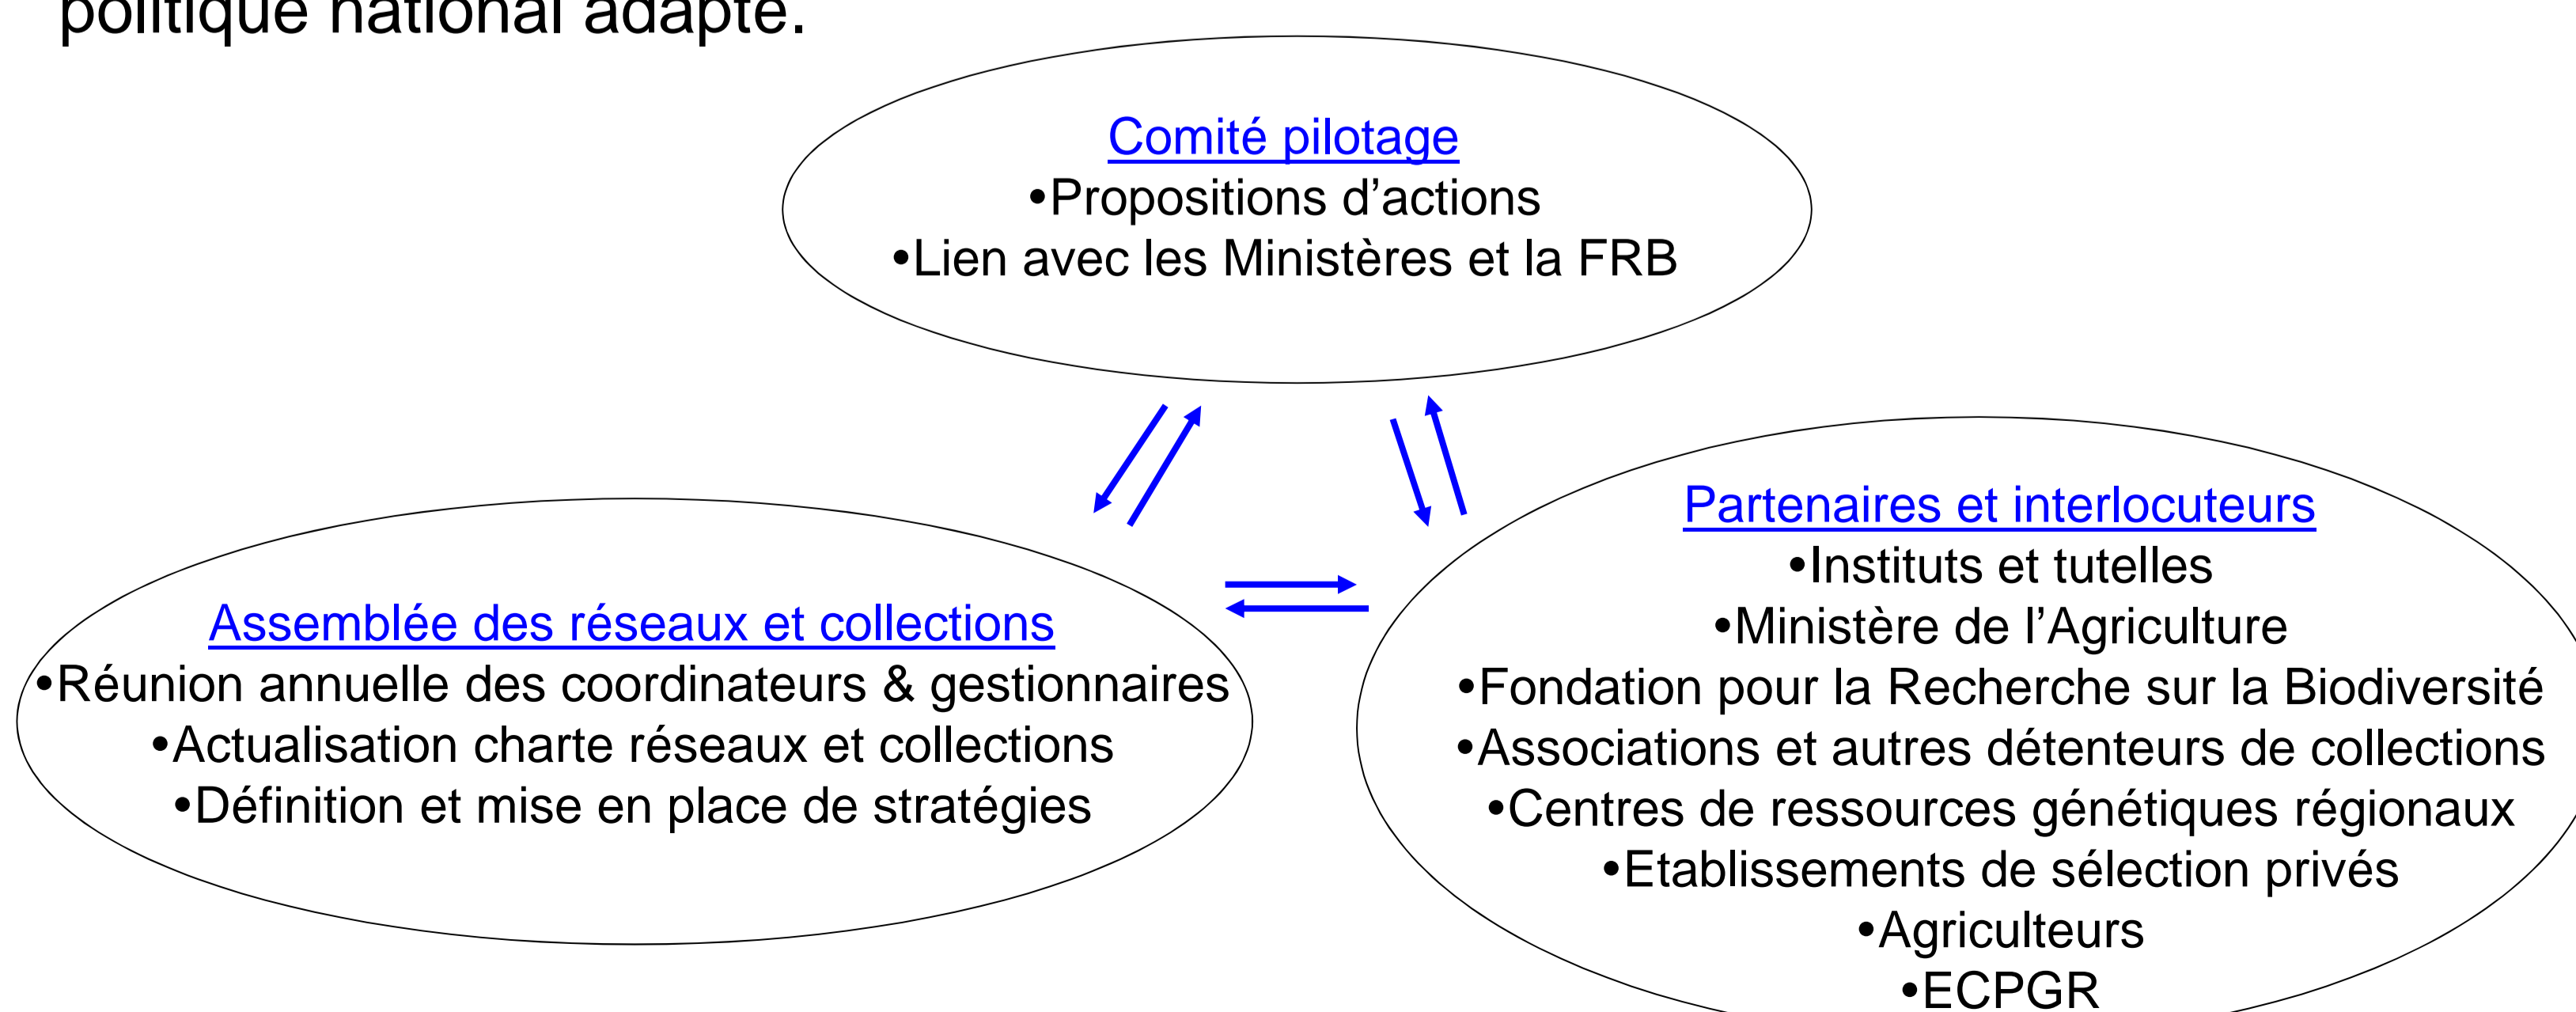 politique national adapté.
Comité pilotage
•Propositions d’actions
•Lien avec les Ministères et la FRB
Assemblée des réseaux et collections
•Réunion annuelle des coordinateurs & gestionnaires
•Actualisation charte réseaux et collections
•Définition et mise en place de stratégies
Partenaires et interlocuteurs
•Instituts et tutelles
•Ministère de l’Agriculture
•Fondation pour la Recherche sur la Biodiversité
•Associations et autres détenteurs de collections
•Centres de ressources génétiques régionaux
•Etablissements de sélection privés
•Agriculteurs
•ECPGR